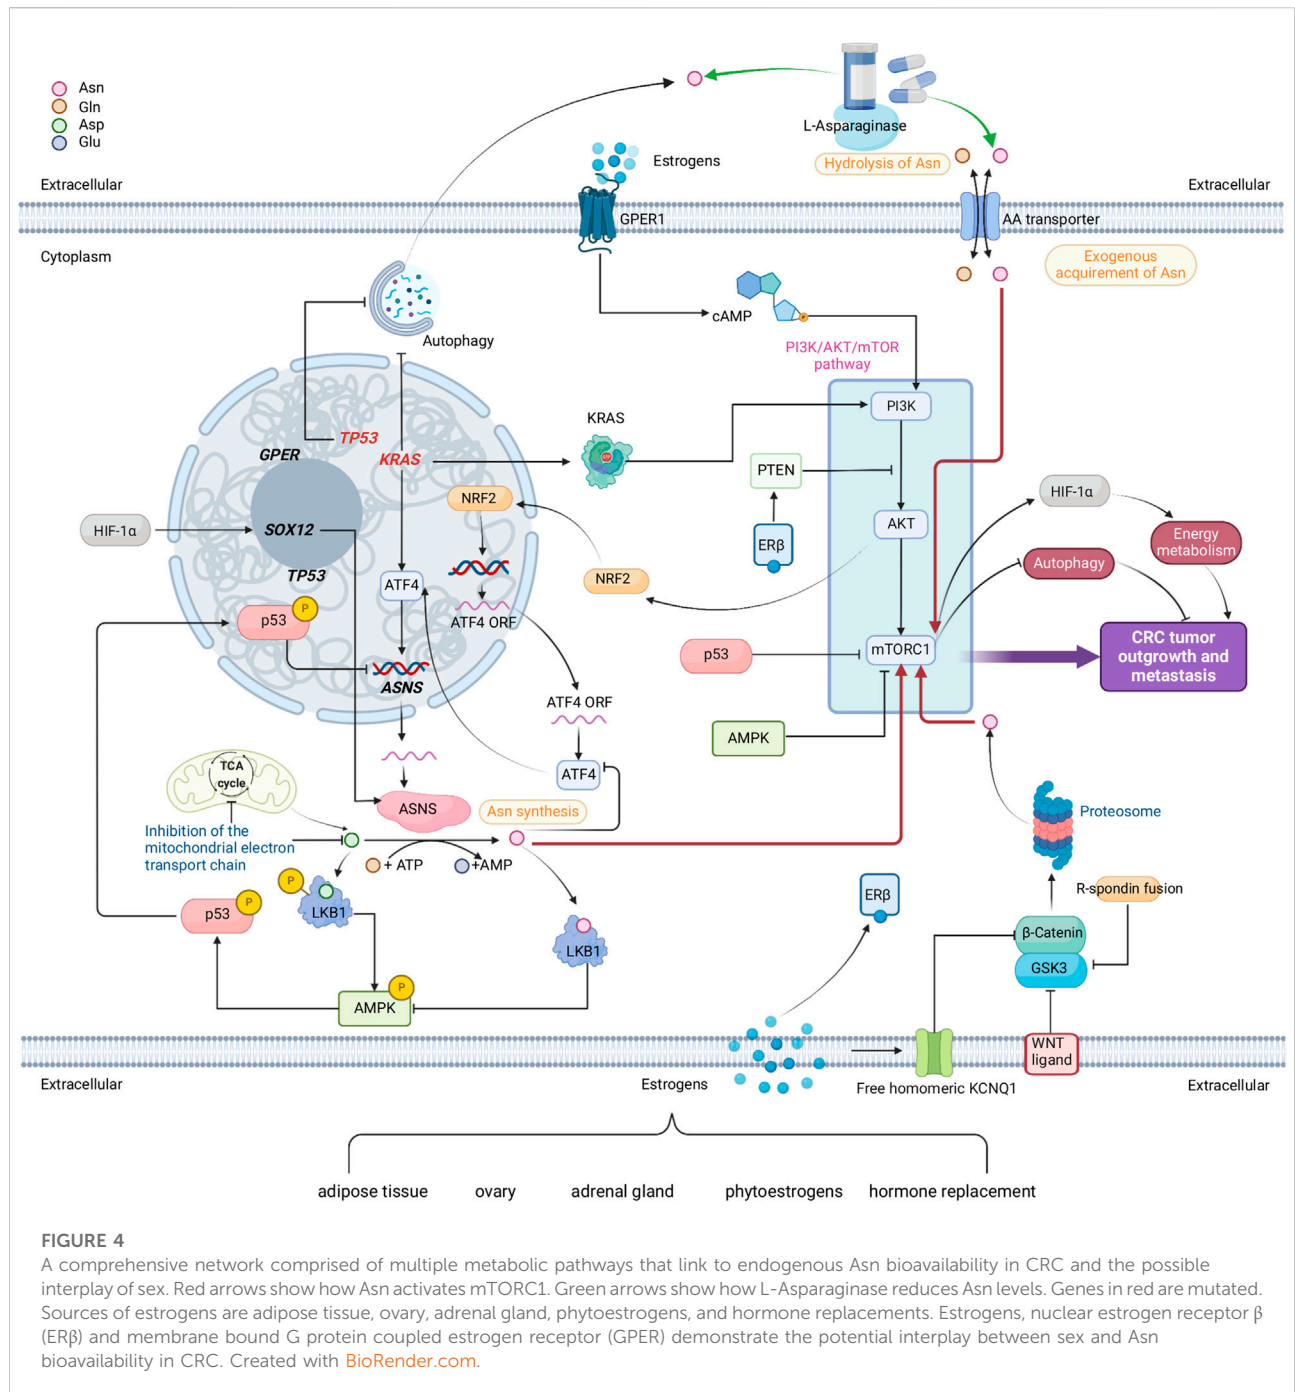 Asn
Gln
Asp
Glu
L-Asparaginase
Hydrolysis of Asn
Estrogens
Extracellular
Extracellular
GPER1
AA transporter
Cytoplasm
Exogenous
acquirement of Asn
cAMP
P
Autophagy
PI3K/AKT/mTOR
pathway
PI3K
KRAS
TP53
GPER
KRAS
GTP
PTEN
NRF2
HIF-1α
HIF-1α
SOX12
AKT
Energy
metabolism
ERβ
TP53
ATF4
NRF2
Autophagy
P
p53
ATF4 ORF
CRC tumor
outgrowth and
metastasis
p53
mTORC1
ASNS
ATF4 ORF
AMPK
TCA
cycle
ATF4
ASNS
Asn synthesis
Proteosome
Inhibition of the
mitochondrial electron
transport chain
+ ATP
+AMP
P
ERβ
R-spondin fusion
P
p53
LKB1
β-Catenin
LKB1
GSK3
P
AMPK
WNT
ligand
Extracellular
Estrogens
Free homomeric KCNQ1
Extracellular
adipose tissue
ovary
adrenal gland
phytoestrogens
hormone replacement
FIGURE 4
A comprehensive network comprised of multiple metabolic pathways that link to endogenous Asn bioavailability in CRC and the possible
interplay of sex. Red arrows show how Asn activates mTORC1. Green arrows show how L-Asparaginase reduces Asn levels. Genes in red are mutated.
Sources of estrogens are adipose tissue, ovary, adrenal gland, phytoestrogens, and hormone replacements. Estrogens, nuclear estrogen receptor β
(ERβ) and membrane bound G protein coupled estrogen receptor (GPER) demonstrate the potential interplay between sex and Asn
bioavailability in CRC. Created with BioRender.com.